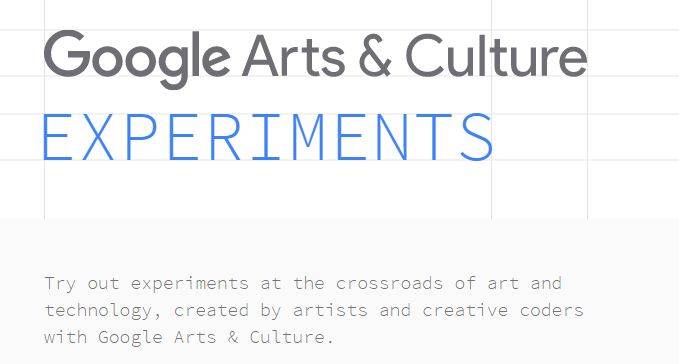 Google Arts & Culture
EXPERIMENTS
Try out experiments at the crossroads of art and
technology, created by artists and creative coders
with Google Arts & Culture.